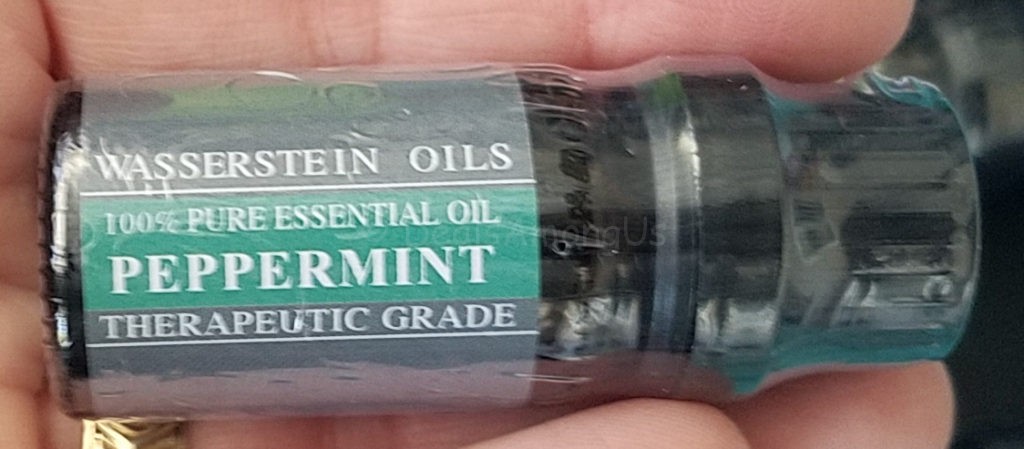 WASSERSTEIN OILS
100% PURE ESSENTIAL OIL
PEPPERMINT
THERAPEUTIC GRADE